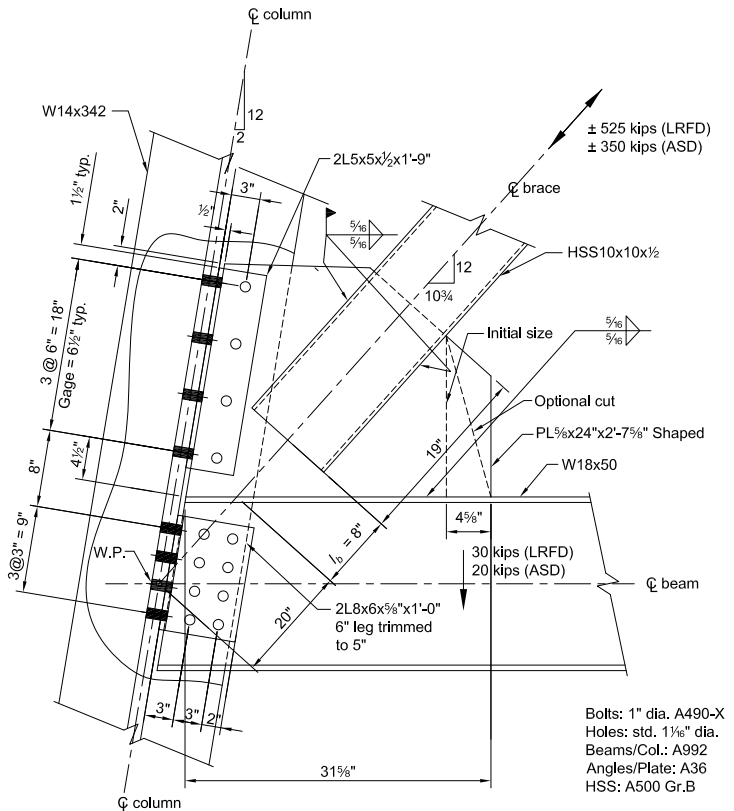 ℄ column
12
2
W14x342
± 525 kips (LRFD)
± 350 kips (ASD)
2L5x5x½x1'-9"
1½" typ.
2"
3"
½"
℄ brace
5/16
5/16
HSS10x10x½
12
10¾
3 @ 6" = 18"
Gage = 6½" typ.
Initial size
5/16
5/16
Optional cut
PL⅝x24"x2'-7⅝" Shaped
19"
W18x50
4½"
8"
4⅝"
3@3" = 9"
W.P.
l_b = 8"
30 kips (LRFD)
20 kips (ASD)
℄ beam
2L8x6x⅝"x1'-0"
6" leg trimmed
to 5"
20"
3"
3"
2"
Bolts: 1" dia. A490-X
Holes: std. 1 1/16" dia.
Beams/Col.: A992
Angles/Plate: A36
HSS: A500 Gr.B
31⅝"
℄ column